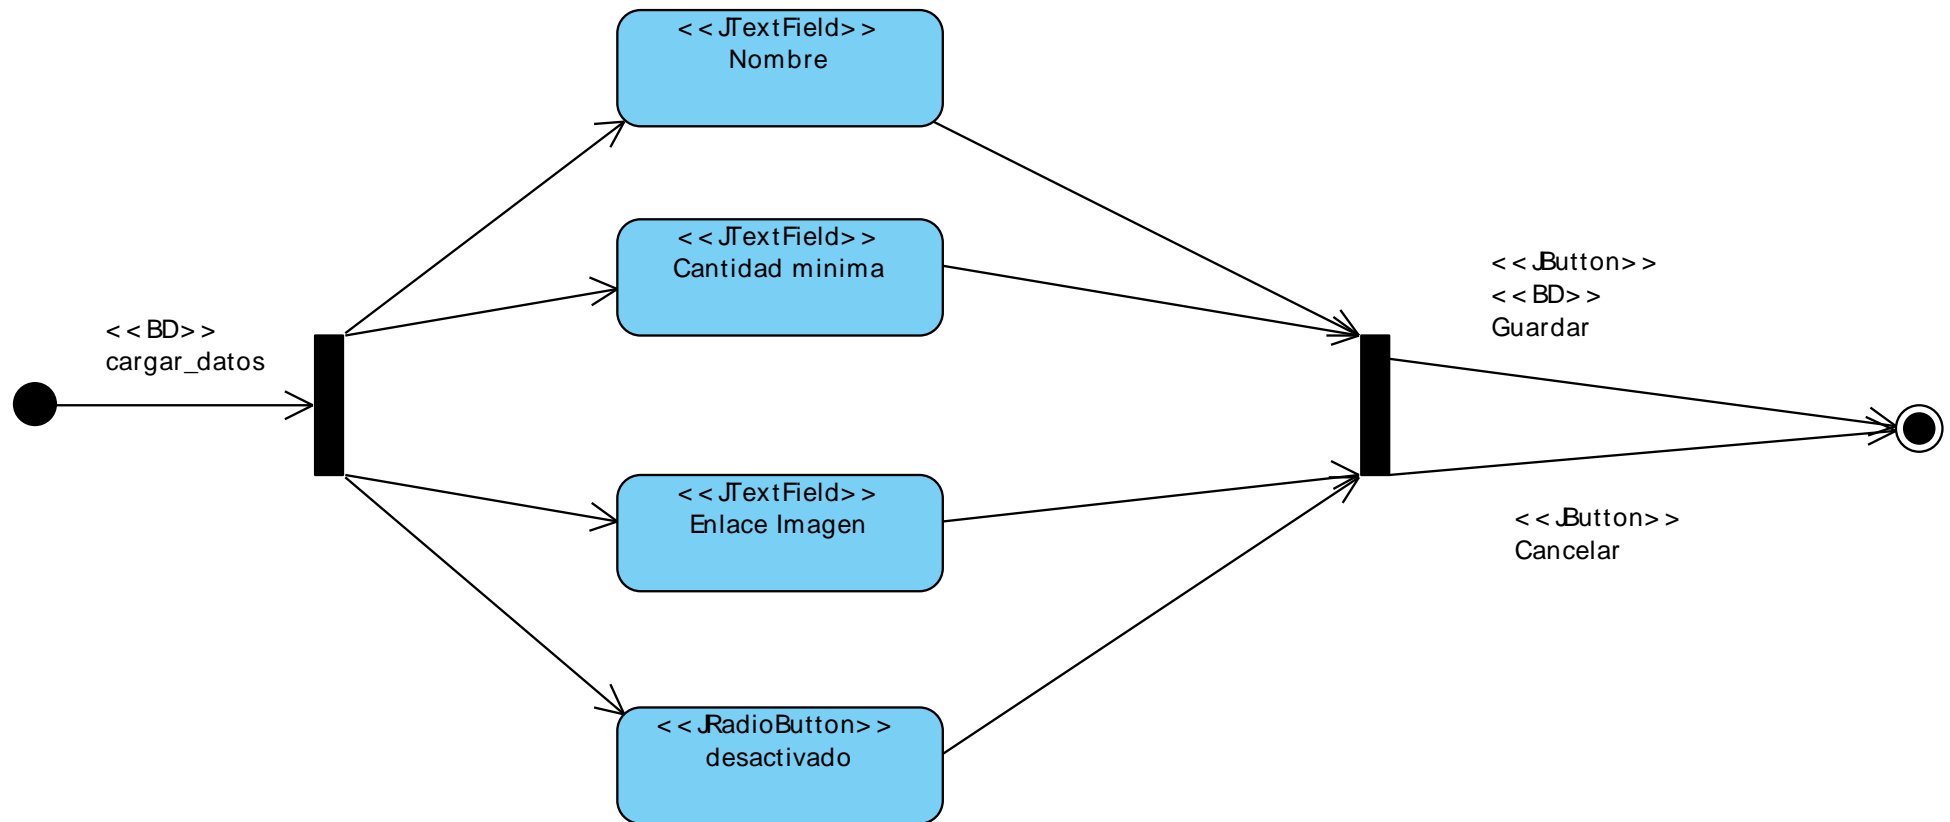 <<JTextField>>
Nombre
<<JTextField>>
Cantidad minima
<<BD>>
cargar_datos
<<JButton>>
<<BD>>
Guardar
<<JTextField>>
Enlace Imagen
<<JButton>>
Cancelar
<<JRadioButton>>
desactivado